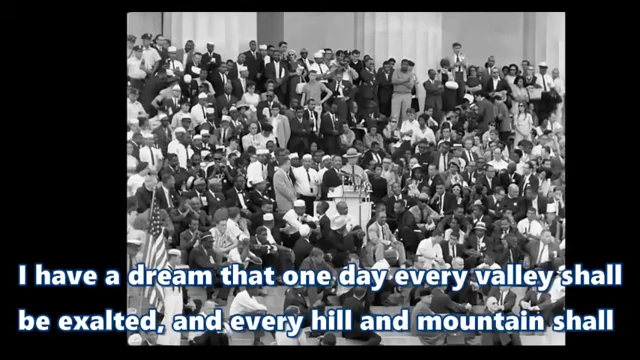 I have a dream that one day every valley shall
be exalted, and every hill and mountain shall